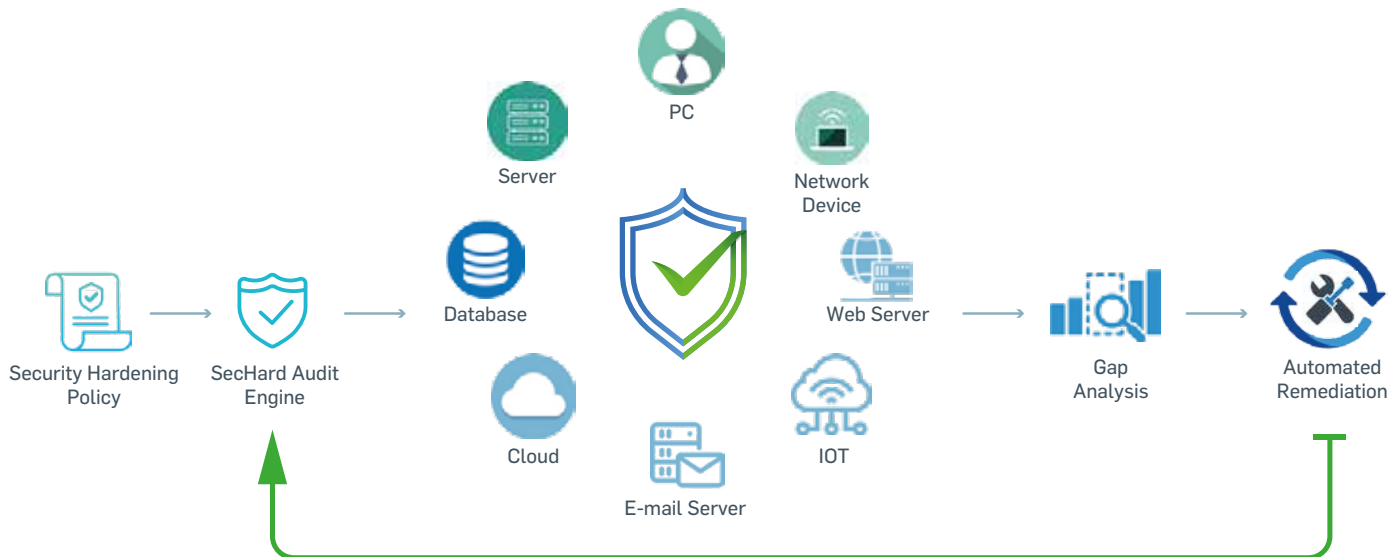 PC
Server
Network
Device
Database
Web Server
Security Hardening
Policy
SecHard Audit
Engine
Gap
Analysis
Automated
Remediation
Cloud
IOT
E-mail Server